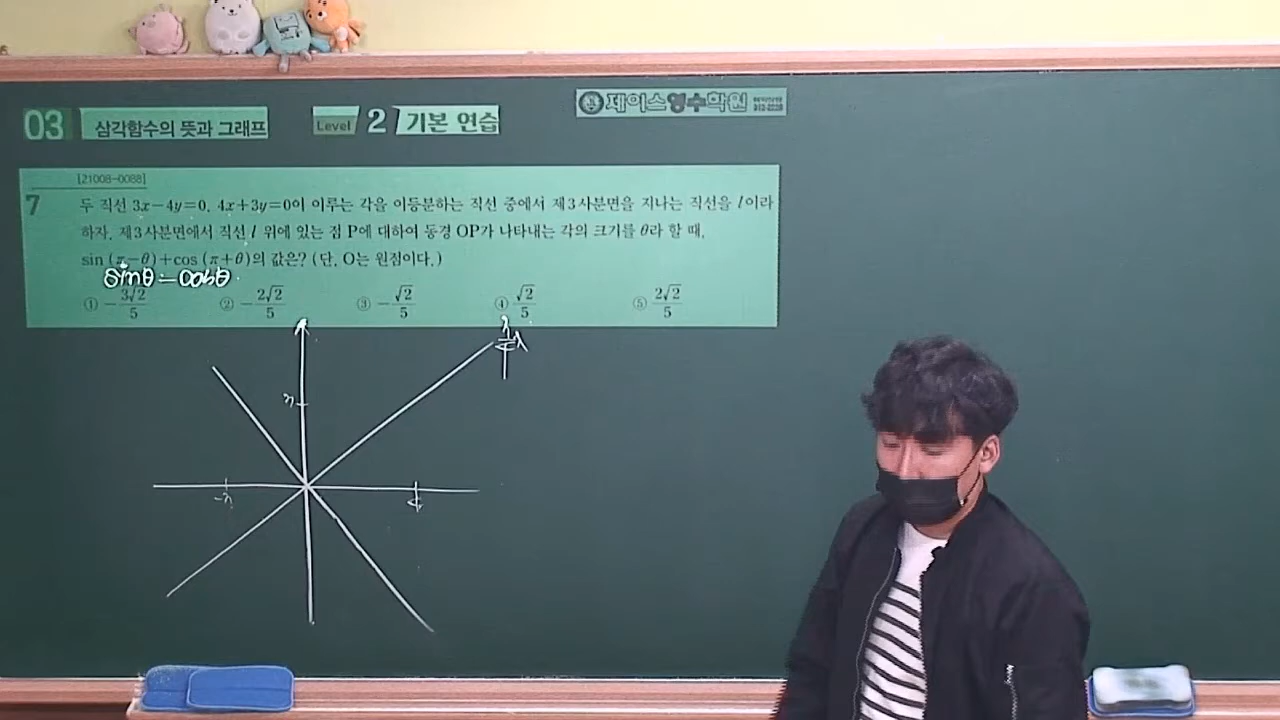 03 삼각함수의 뜻과 그래프 Level 2 기본 연습 제이스영수학원
[21008-0088]
7 두 직선 3x-4y=0, 4x+3y=0이 이루는 각을 이등분하는 직선 중에서 제3사분면을 지나는 직선을 l이라
하자. 제3사분면에서 직선 l 위에 있는 점 P에 대하여 동경 OP가 나타내는 각의 크기를 θ라 할 때,
sin (π-θ)+cos (π+θ)의 값은? (단, O는 원점이다.)
sinθ - cosθ
① -3√2/5 ② -2√2/5 ③ -√2/5 ④ √2/5 ⑤ 2√2/5